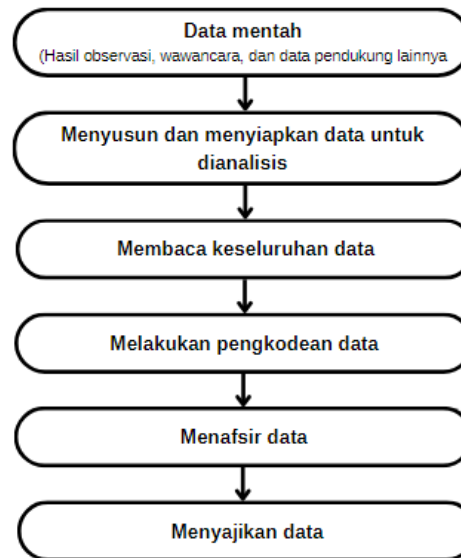 Data mentah
(Hasil observasi, wawancara, dan data pendukung lainnya
Menyusun dan menyiapkan data untuk
dianalisis
Membaca keseluruhan data
Melakukan pengkodean data
Menafsir data
Menyajikan data